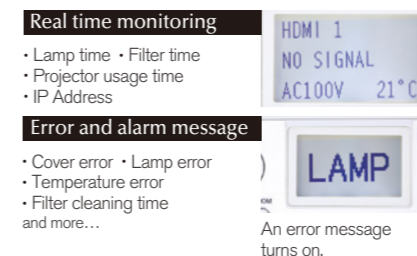 Real time monitoring
・Lamp time ・Filter time
・Projector usage time
・IP Address
HDMI 1
NO SIGNAL
AC100V 21°C
Error and alarm message
・Cover error ・Lamp error
・Temperature error
・Filter cleaning time
and more…
LAMP
An error message
turns on.